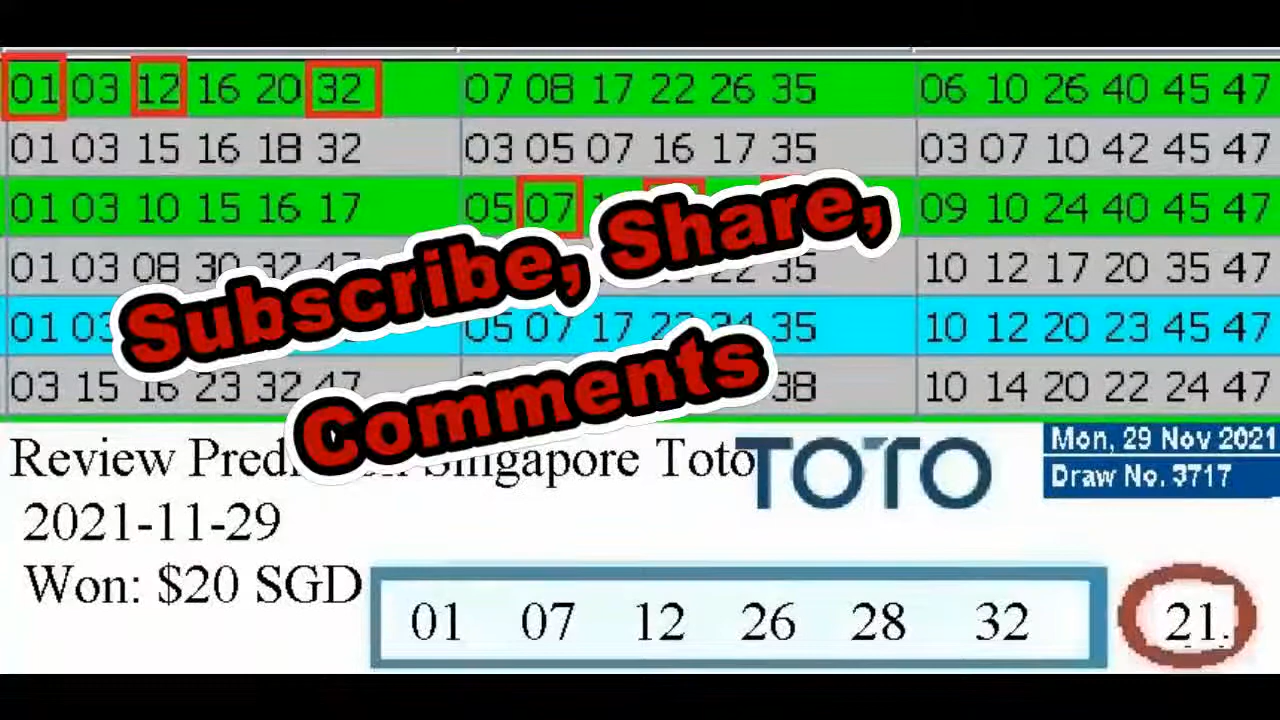 01 03 12 16 20 32 07 08 17 22 26 35 06 10 26 40 45 47
01 03 15 16 18 32 03 05 07 16 17 35 03 07 10 42 45 47
01 03 10 15 16 17 05 07 09 10 24 40 45 47
01 03 08 30 32 47 22 35 10 12 17 20 35 47
01 03 05 07 17 34 35 10 12 20 23 45 47
03 15 16 23 32 47 38 10 14 20 22 24 47
Subscribe, Share,
Comments
Review Singapore Toto
TOTO
Mon, 29 Nov 2021
Draw No. 3717
2021-11-29
Won: $20 SGD
01 07 12 26 28 32 21